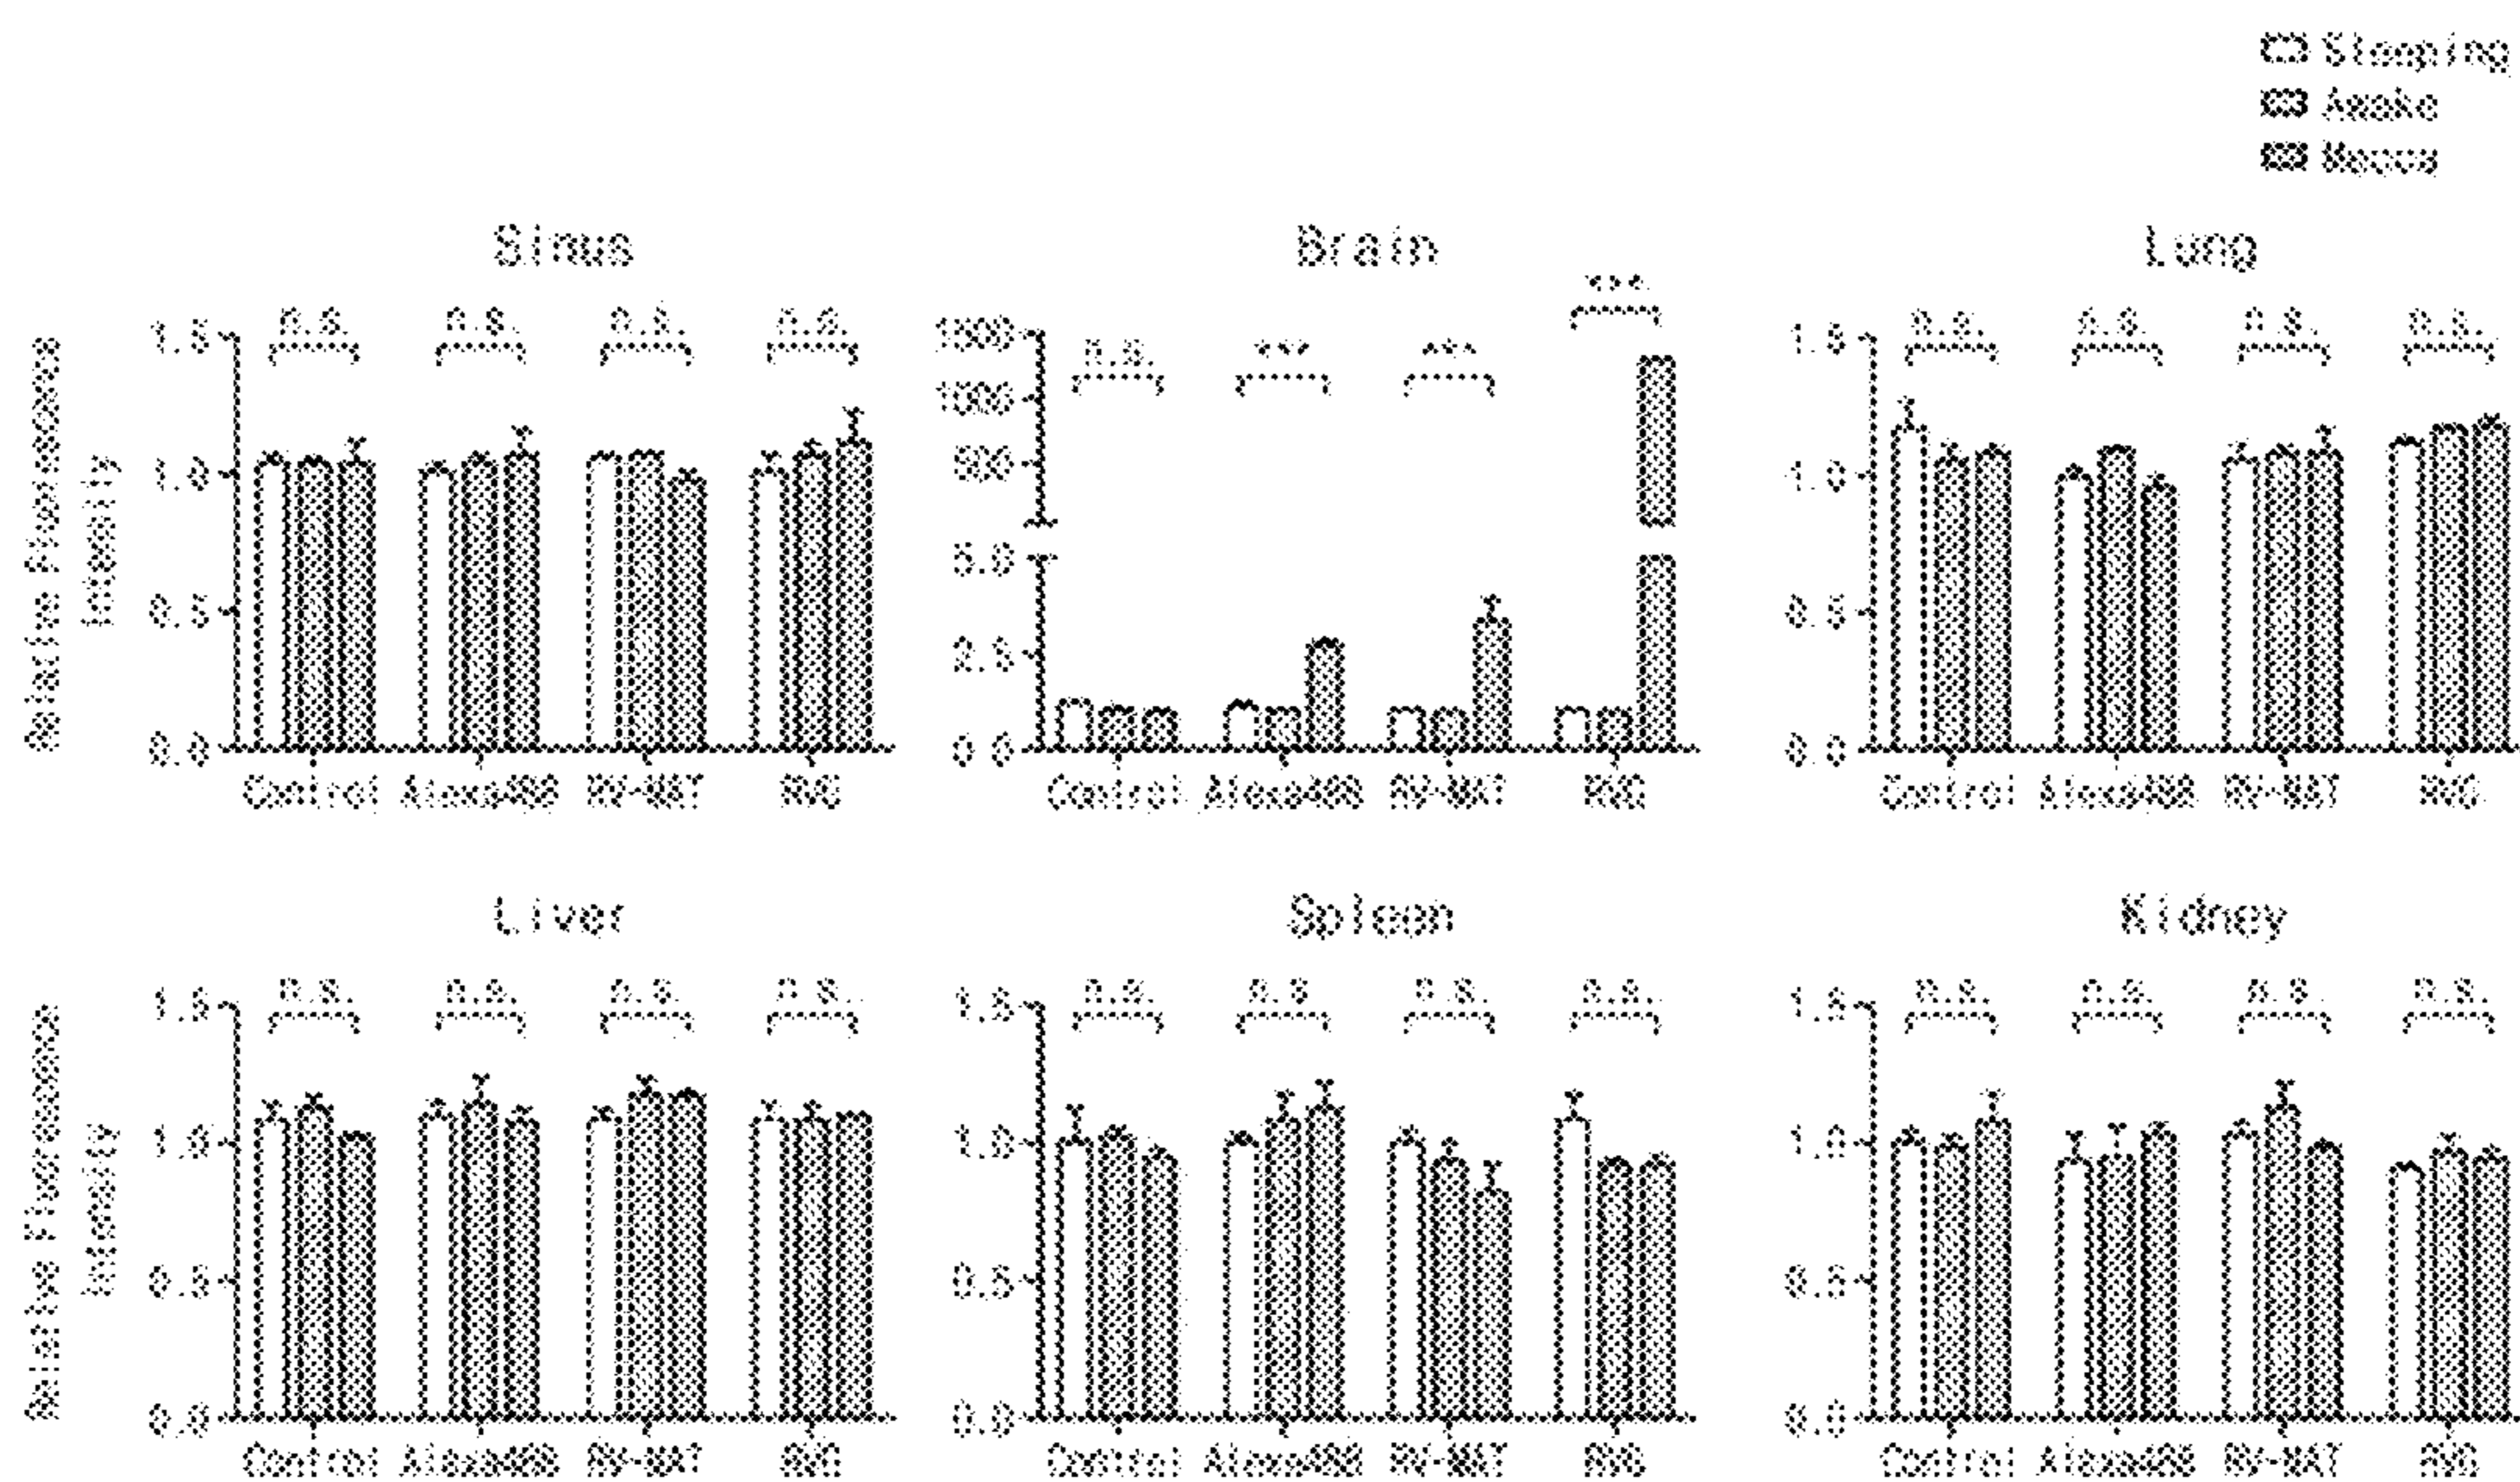 Sleeping
Awake
Sinus
Brain
Lung
Relative Fluorescence
Intensity
1.5
1.0
0.5
0.0
n.s.
n.s.
n.s.
n.s.
Control
Alexa488
1500
1000
500
5.0
2.5
0.0
n.s.
***
***
***
Control
Alexa488
1.5
1.0
0.5
0.0
n.s.
n.s.
n.s.
n.s.
Control
Alexa488
Liver
Spleen
Kidney
Relative Fluorescence
Intensity
1.5
1.0
0.5
0.0
n.s.
n.s.
n.s.
n.s.
Control
Alexa488
1.5
1.0
0.5
0.0
n.s.
n.s.
n.s.
n.s.
Control
Alexa488
1.5
1.0
0.5
0.0
n.s.
n.s.
n.s.
n.s.
Control
Alexa488